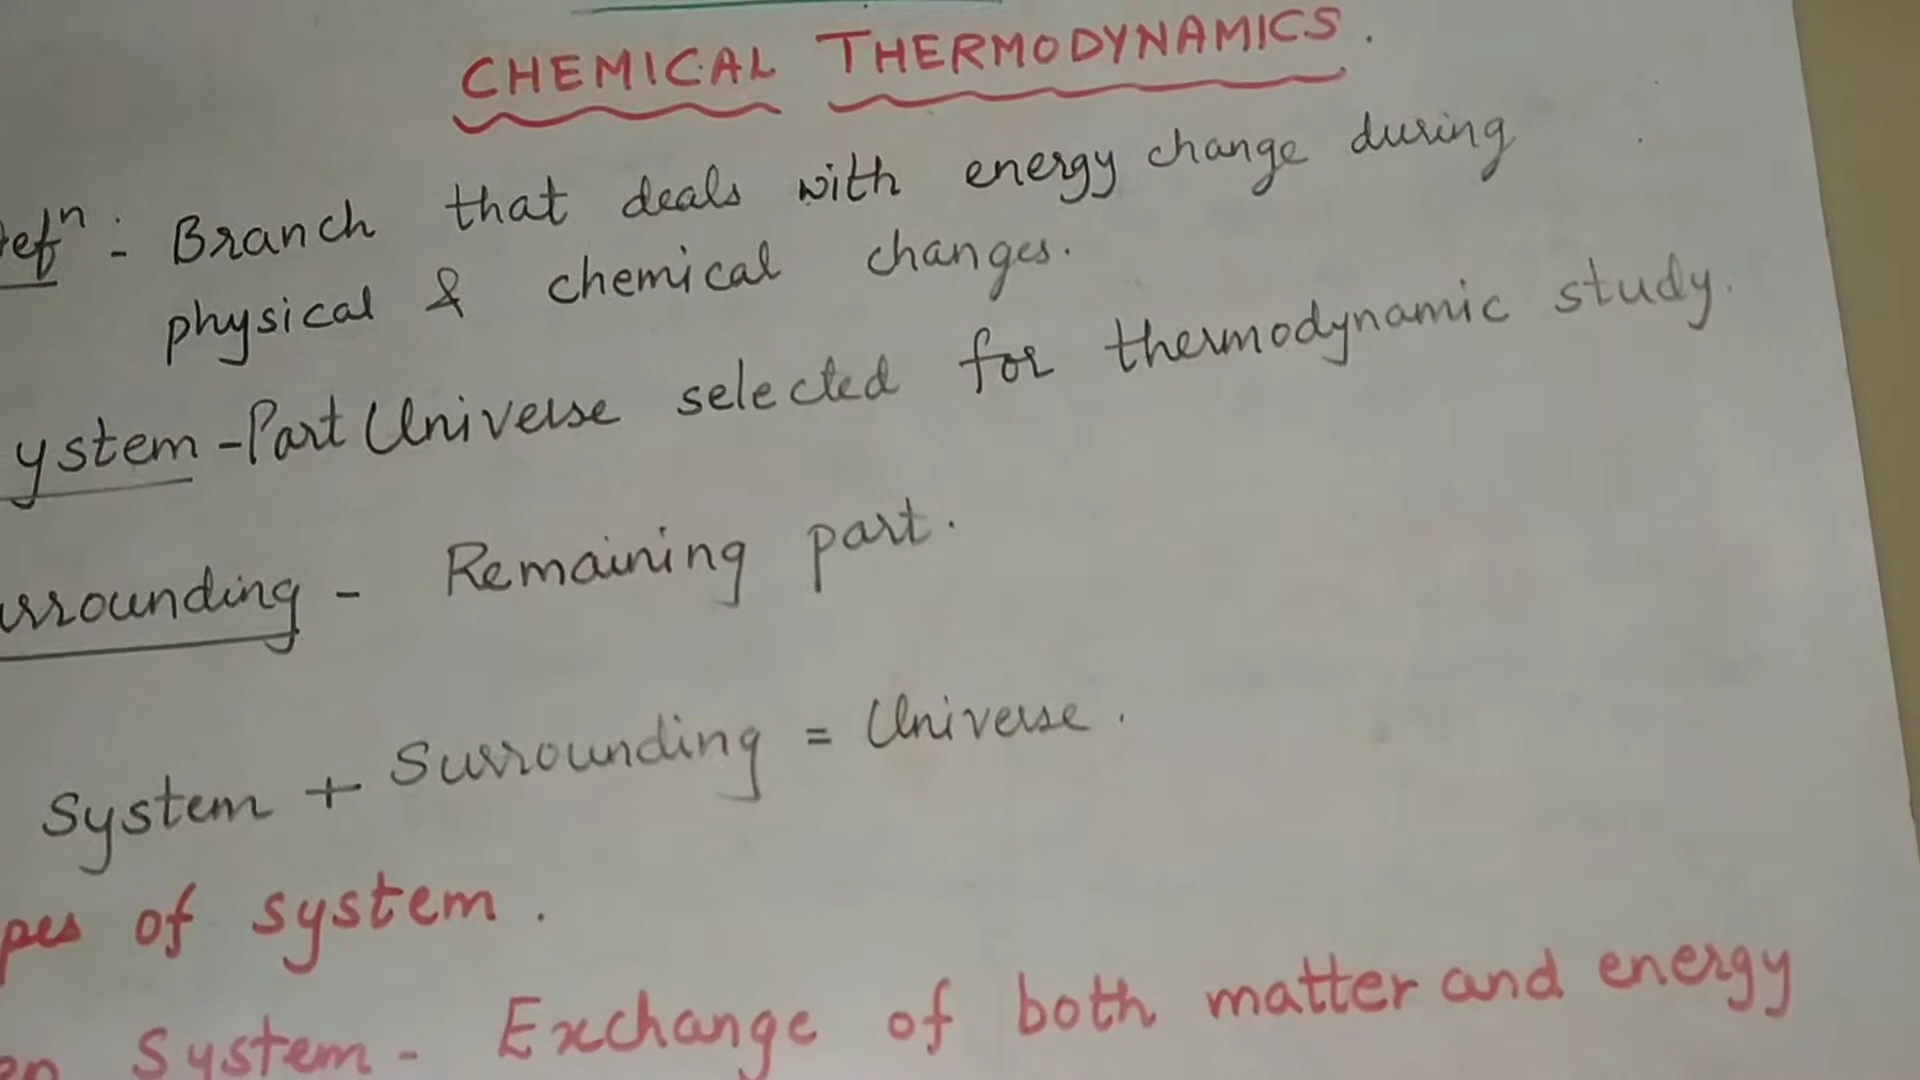 CHEMICAL THERMODYNAMICS.
efn :- Branch that deals with energy change during
physical & chemical changes.
ystem - Part Universe selected for thermodynamic study.
urrounding - Remaining part.
System + Surrounding = Universe.
pes of system.
en System - Exchange of both matter and energy